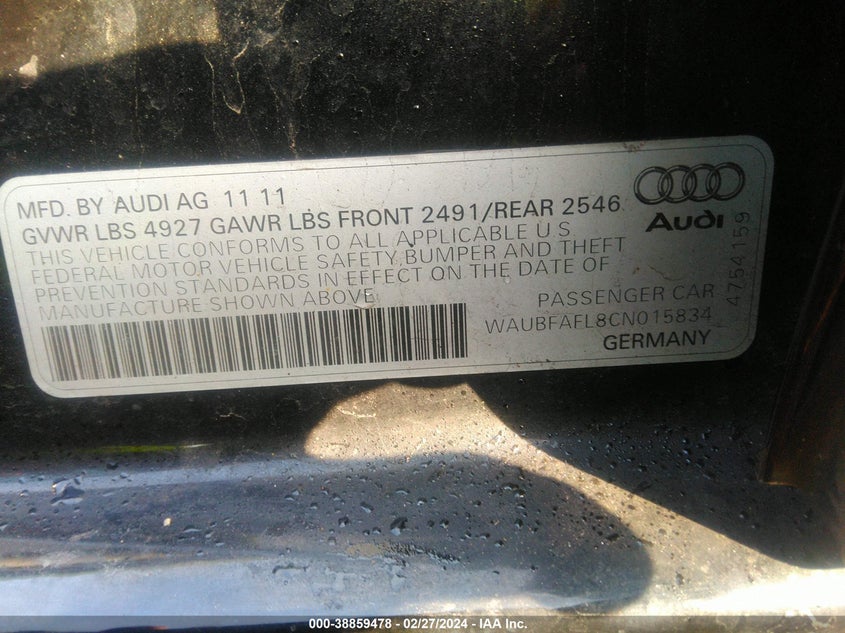 MFD. BY AUDI AG 11 11
GVWR LBS 4927 GAWR LBS FRONT 2491/REAR 2546
THIS VEHICLE CONFORMS TO ALL APPLICABLE U S
FEDERAL MOTOR VEHICLE SAFETY, BUMPER AND THEFT
PREVENTION STANDARDS IN EFFECT ON THE DATE OF
MANUFACTURE SHOWN ABOVE
Audi
4754159
PASSENGER CAR
WAUBFAFL8CN015834
GERMANY
000-38859478 — 02/27/2024 — IAAI Inc.